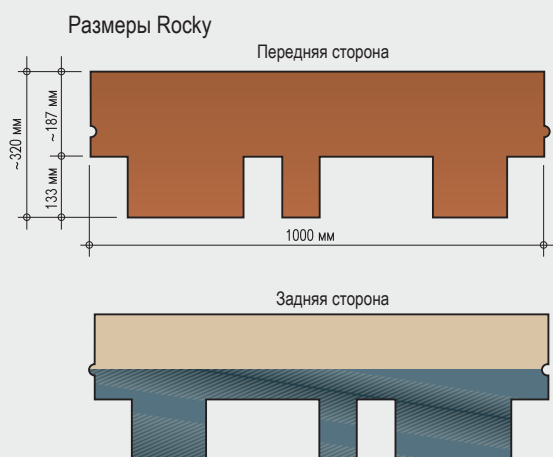 Размеры Rocky
Передняя сторона
~320 мм
~187 мм
133 мм
1000 мм
Задняя сторона